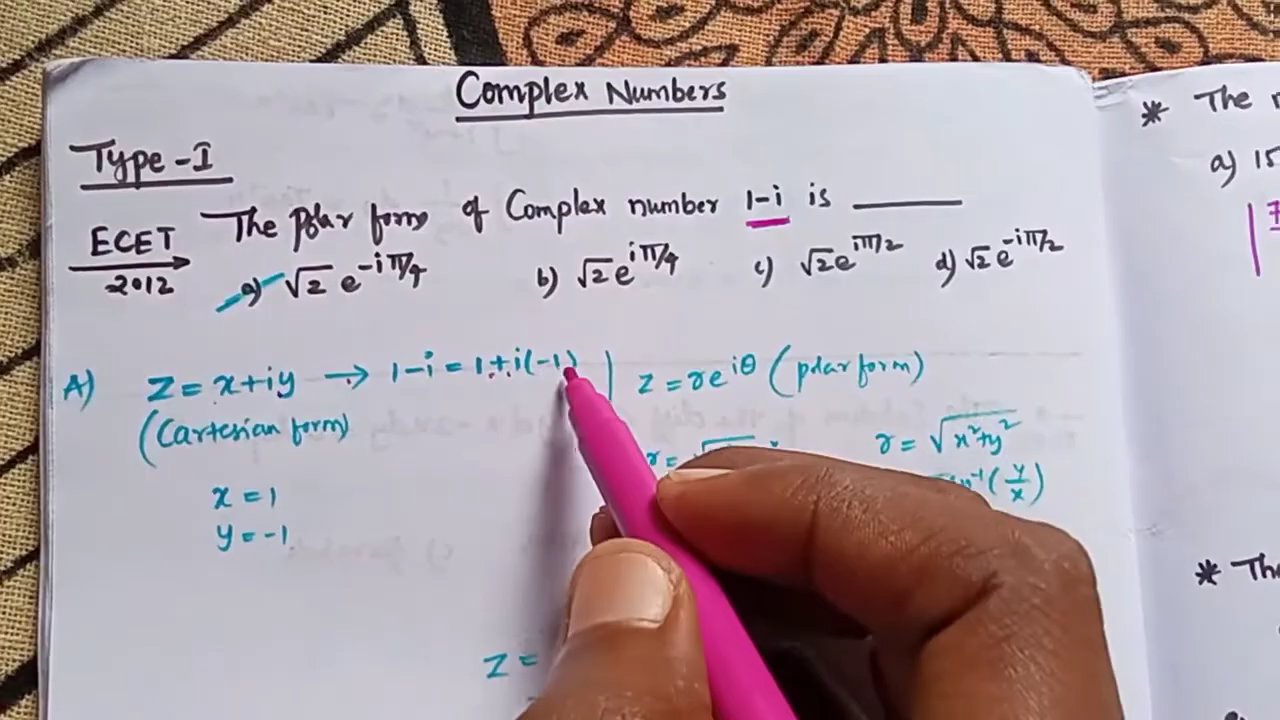 Complex Numbers
Type-I
ECET 2012
The polar form of Complex number 1-i is ____
a) √2 e^-iπ/4 b) √2 e^iπ/4 c) √2 e^iπ/2 d) √2 e^-iπ/2
A) z = x+iy → 1-i = 1+i(-1) | z = re^iθ (polar form)
(Cartesian form)
r = √x²+y²
(y/x)
x = 1
y = -1
z =
* The
a) 15
* The